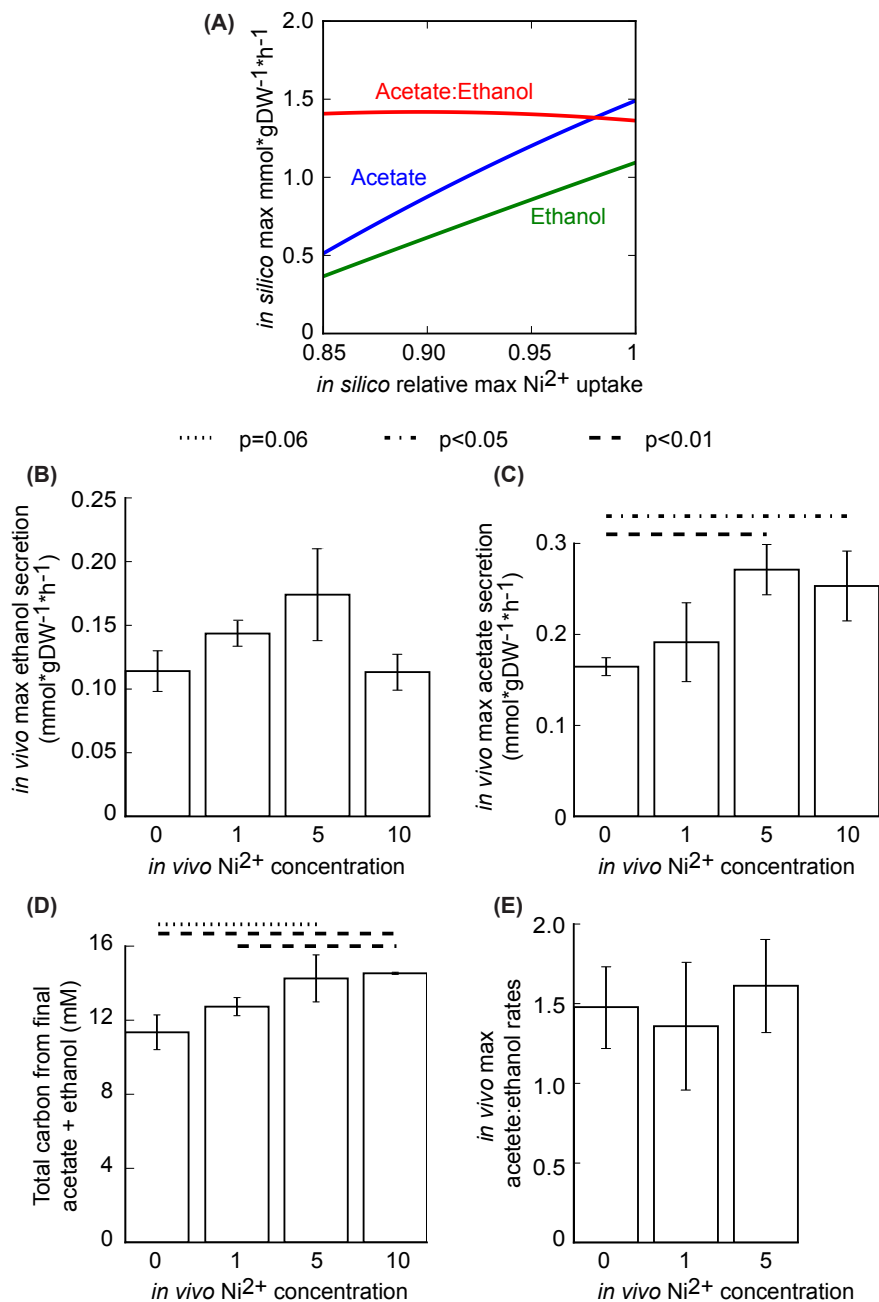 (A)
in silico max mmol*gDW-1*h-1
2.0
1.5
1.0
0.5
0
Acetate:Ethanol
Acetate
Ethanol
0.85 0.90 0.95 1
in silico relative max Ni2+ uptake
p=0.06 p<0.05 p<0.01
(B)
in vivo max ethanol secretion
(mmol*gDW-1*h-1)
0.25
0.20
0.15
0.10
0.05
0
0 1 5 10
in vivo Ni2+ concentration
(C)
in vivo max acetate secretion
(mmol*gDW-1*h-1)
0.3
0.2
0.1
0
0 1 5 10
in vivo Ni2+ concentration
(D)
Total carbon from final
acetate + ethanol (mM)
16
12
8
4
0
0 1 5 10
in vivo Ni2+ concentration
(E)
in vivo max
acetete:ethanol rates
2.0
1.5
1.0
0.5
0
0 1 5
in vivo Ni2+ concentration